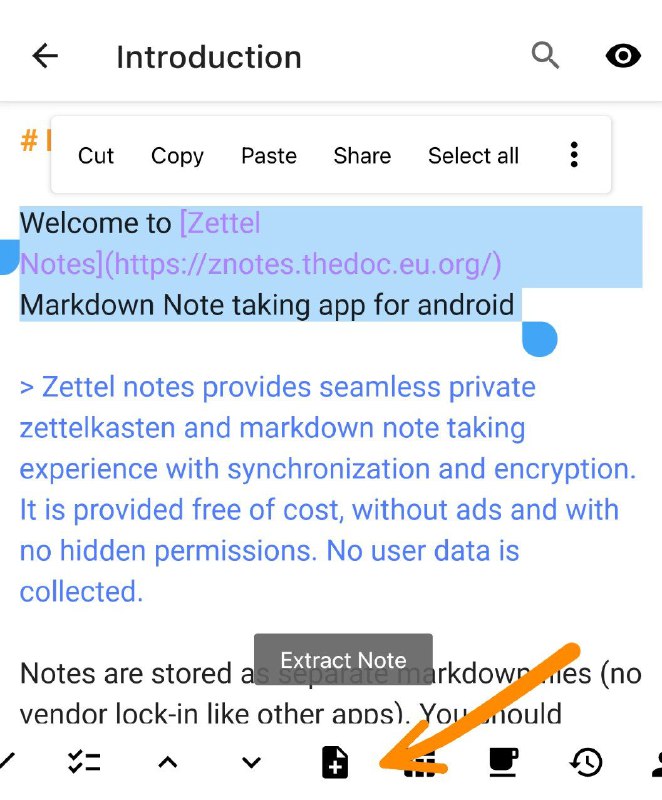 Introduction
#
Cut Copy Paste Share Select all
Welcome to [Zettel
Notes](https://znotes.thedoc.eu.org/)
Markdown Note taking app for android
> Zettel notes provides seamless private
zettelkasten and markdown note taking
experience with synchronization and encryption.
It is provided free of cost, without ads and with
no hidden permissions. No user data is
collected.
Extract Note
Notes are stored as separate markdown files (no
vendor lock-in like other apps). You should